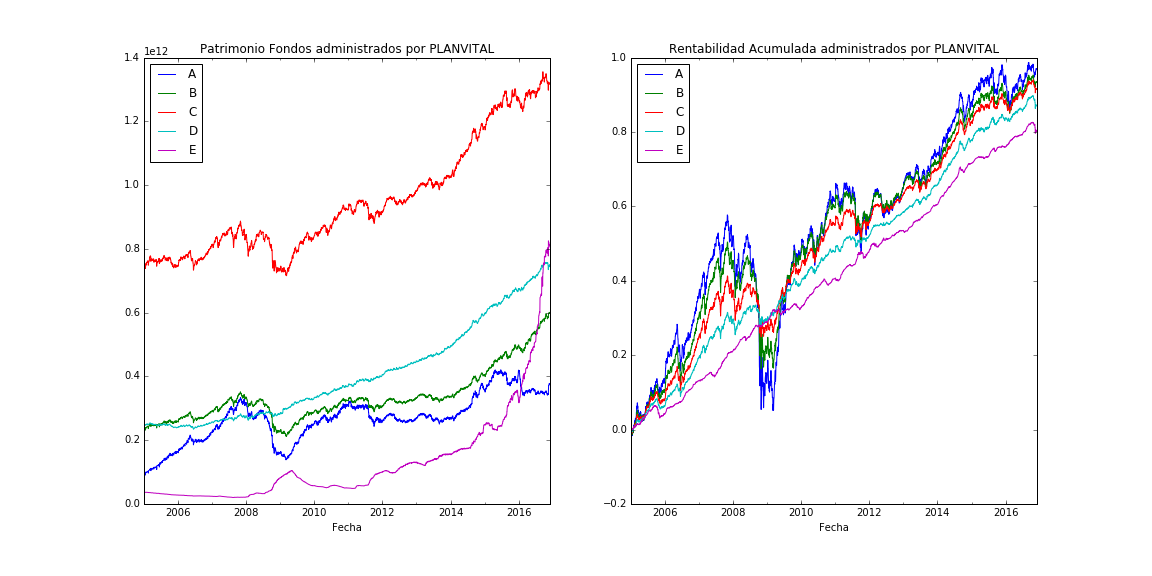 Patrimonio Fondos administrados por PLANVITAL
1e12
1.4
1.2
1.0
0.8
0.6
0.4
0.2
0.0
A
B
C
D
E
2006 2008 2010 2012 2014 2016
Fecha
Rentabilidad Acumulada administrados por PLANVITAL
1.0
0.8
0.6
0.4
0.2
0.0
−0.2
A
B
C
D
E
2006 2008 2010 2012 2014 2016
Fecha